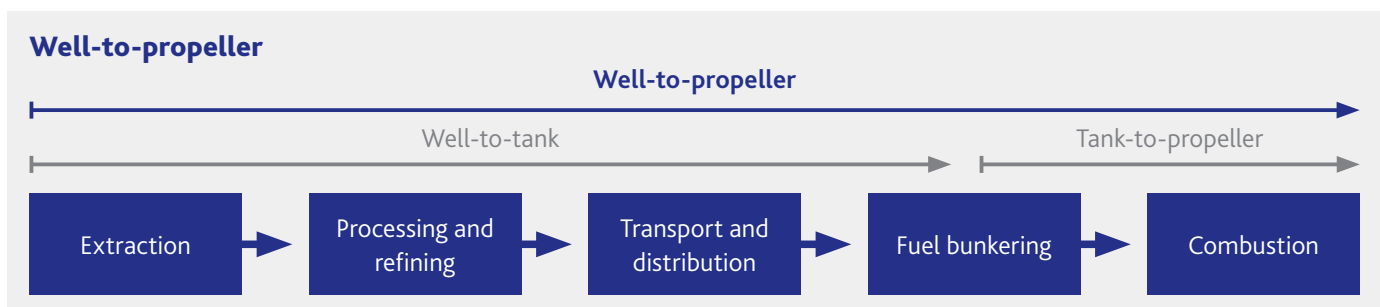 Well-to-propeller
Well-to-propeller
Well-to-tank
Tank-to-propeller
Extraction
Processing and
refining
Transport and
distribution
Fuel bunkering
Combustion